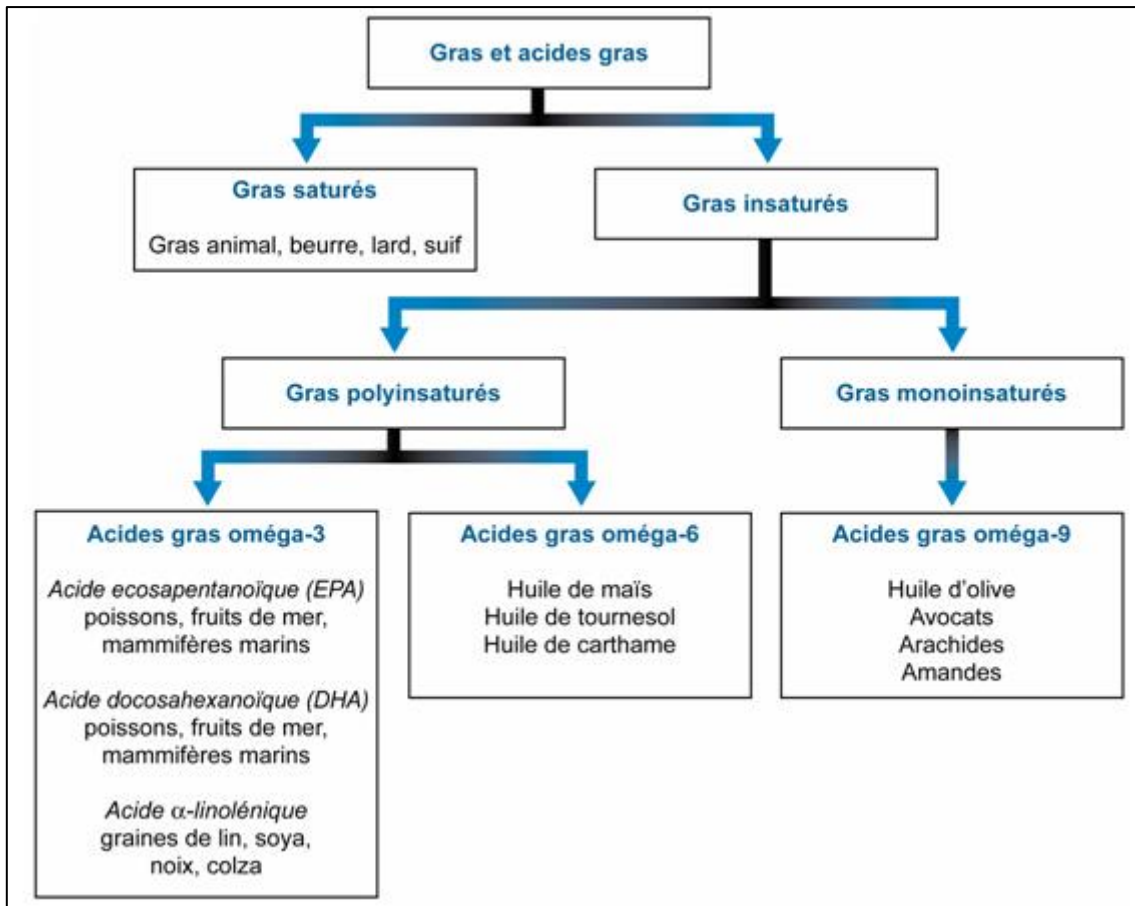 Gras et acides gras
Gras saturés
Gras animal, beurre, lard, suif
Gras insaturés
Gras polyinsaturés
Gras monoinsaturés
Acides gras oméga-3
Acide ecosapentanoïque (EPA)
poissons, fruits de mer,
mammifères marins
Acide docosahexanoïque (DHA)
poissons, fruits de mer,
mammifères marins
Acide α-linolénique
graines de lin, soya,
noix, colza
Acides gras oméga-6
Huile de maïs
Huile de tournesol
Huile de carthame
Acides gras oméga-9
Huile d'olive
Avocats
Arachides
Amandes